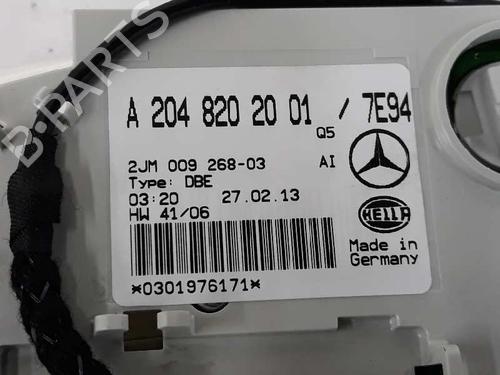 A 204 820 20 01 / 7E94
Q5
2JM 009 268-03 AI
Type: DBE
03:20 27.02.13
HW 41/06
HELLA
Made in
Germany
*0301976171*
B-PARTS